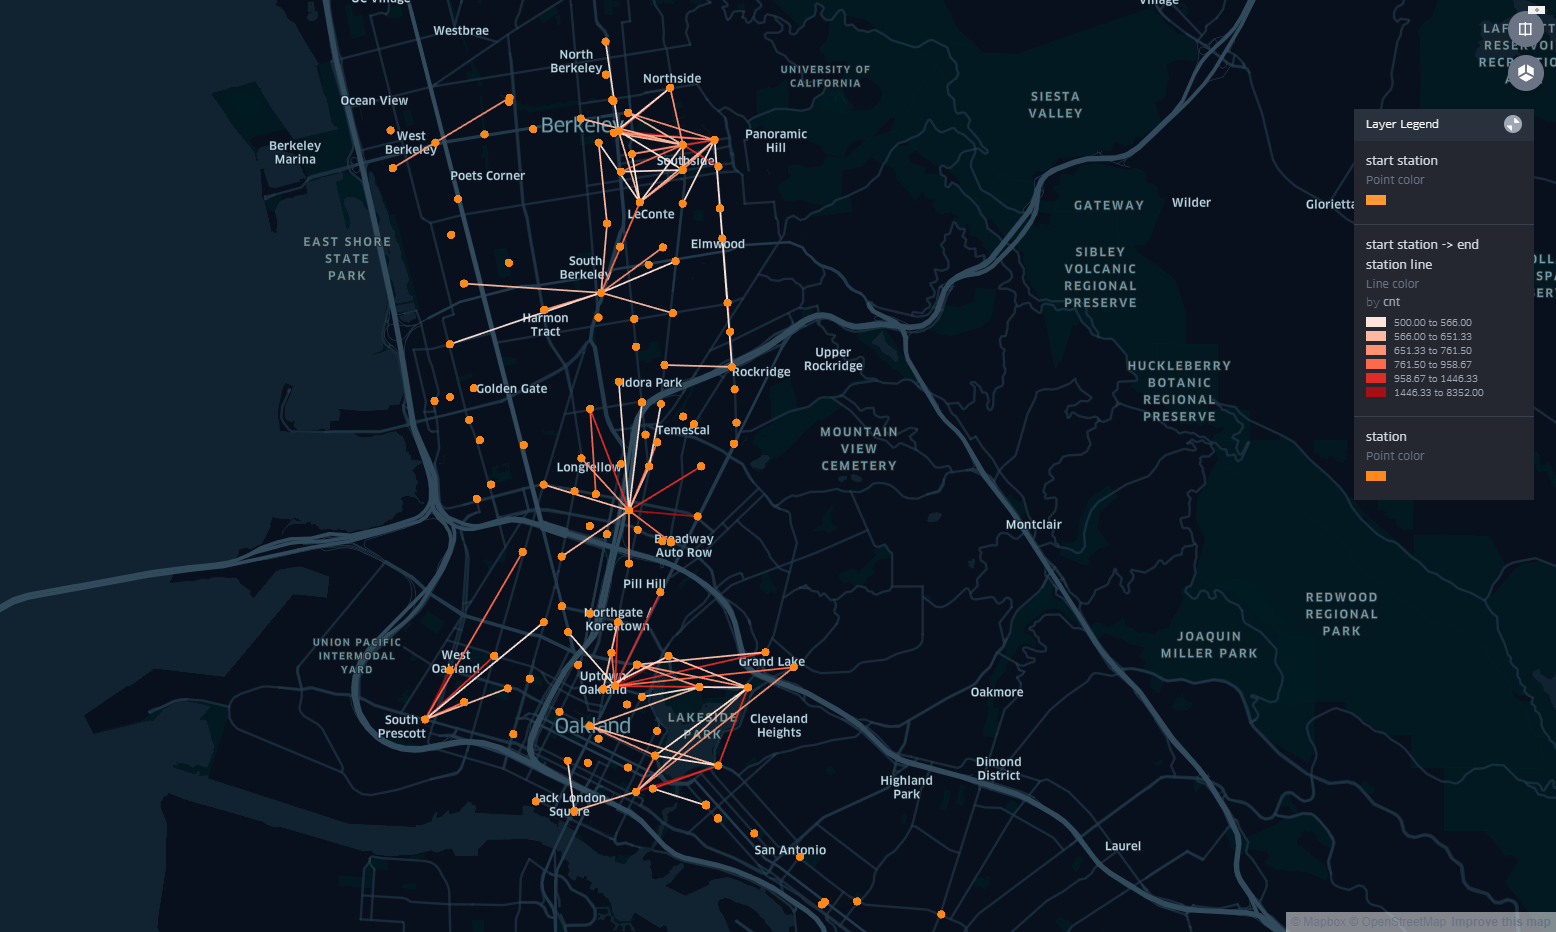 Village
Westbrae
North
Berkeley
Northside
UNIVERSITY OF
CALIFORNIA
Ocean View
SIESTA
VALLEY
Berkeley
West
Berkeley
Berkeley
Marina
Panoramic
Hill
Southside
Poets Corner
LeConte
GATEWAY
Wilder
Glorietta
EAST SHORE
STATE
PARK
Elmwood
South
Berkeley
SIBLEY
VOLCANIC
REGIONAL
PRESERVE
Harmon
Tract
Upper
Rockridge
Rockridge
HUCKLEBERRY
BOTANIC
REGIONAL
PRESERVE
Golden Gate
Idora Park
Temescal
MOUNTAIN
VIEW
CEMETERY
Longfellow
Montclair
Broadway
Auto Row
Pill Hill
Northgate /
Koreatown
REDWOOD
REGIONAL
PARK
JOAQUIN
MILLER PARK
UNION PACIFIC
INTERMODAL
YARD
West
Oakland
Grand Lake
Uptown
Oakland
Oakmore
South
Prescott
Oakland
LAKESIDE
PARK
Cleveland
Heights
Dimond
District
Highland
Park
Jack London
Square
San Antonio
Laurel
Layer Legend
start station
Point color
start station -> end
station line
Line color
by cnt
500.00 to 566.00
566.00 to 651.33
651.33 to 761.50
761.50 to 958.67
958.67 to 1446.33
1446.33 to 8352.00
station
Point color
© Mapbox © OpenStreetMap Improve this map